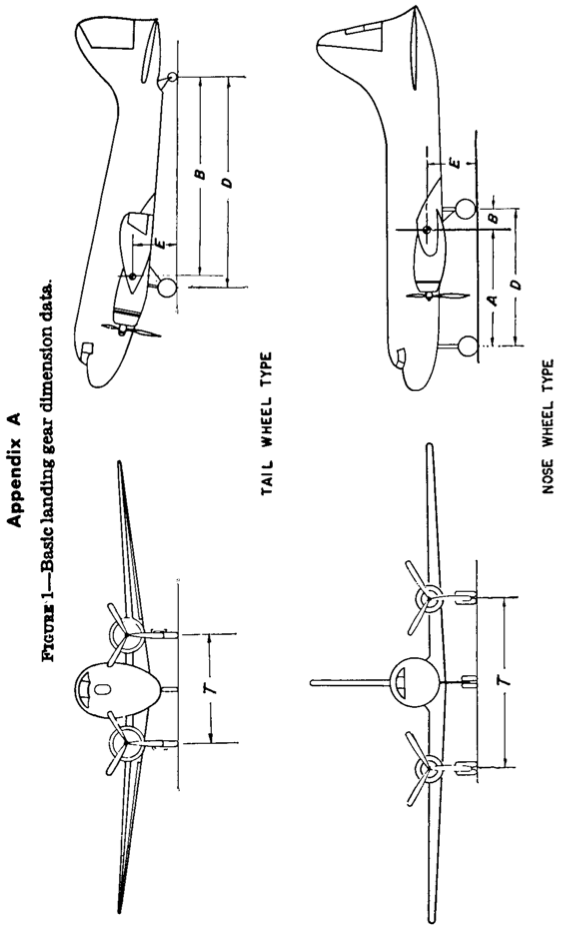 Appendix A
FIGURE 1—Basic landing gear dimension data.
T
E
B
D
TAIL WHEEL TYPE
T
E
A
B
D
NOSE WHEEL TYPE